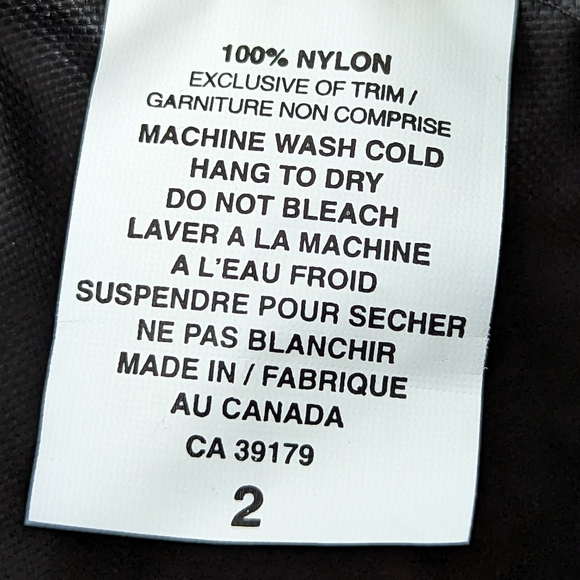 100% NYLON
EXCLUSIVE OF TRIM /
GARNITURE NON COMPRISE
MACHINE WASH COLD
HANG TO DRY
DO NOT BLEACH
LAVER A LA MACHINE
A L'EAU FROID
SUSPENDRE POUR SECHER
NE PAS BLANCHIR
MADE IN / FABRIQUE
AU CANADA
CA 39179
2